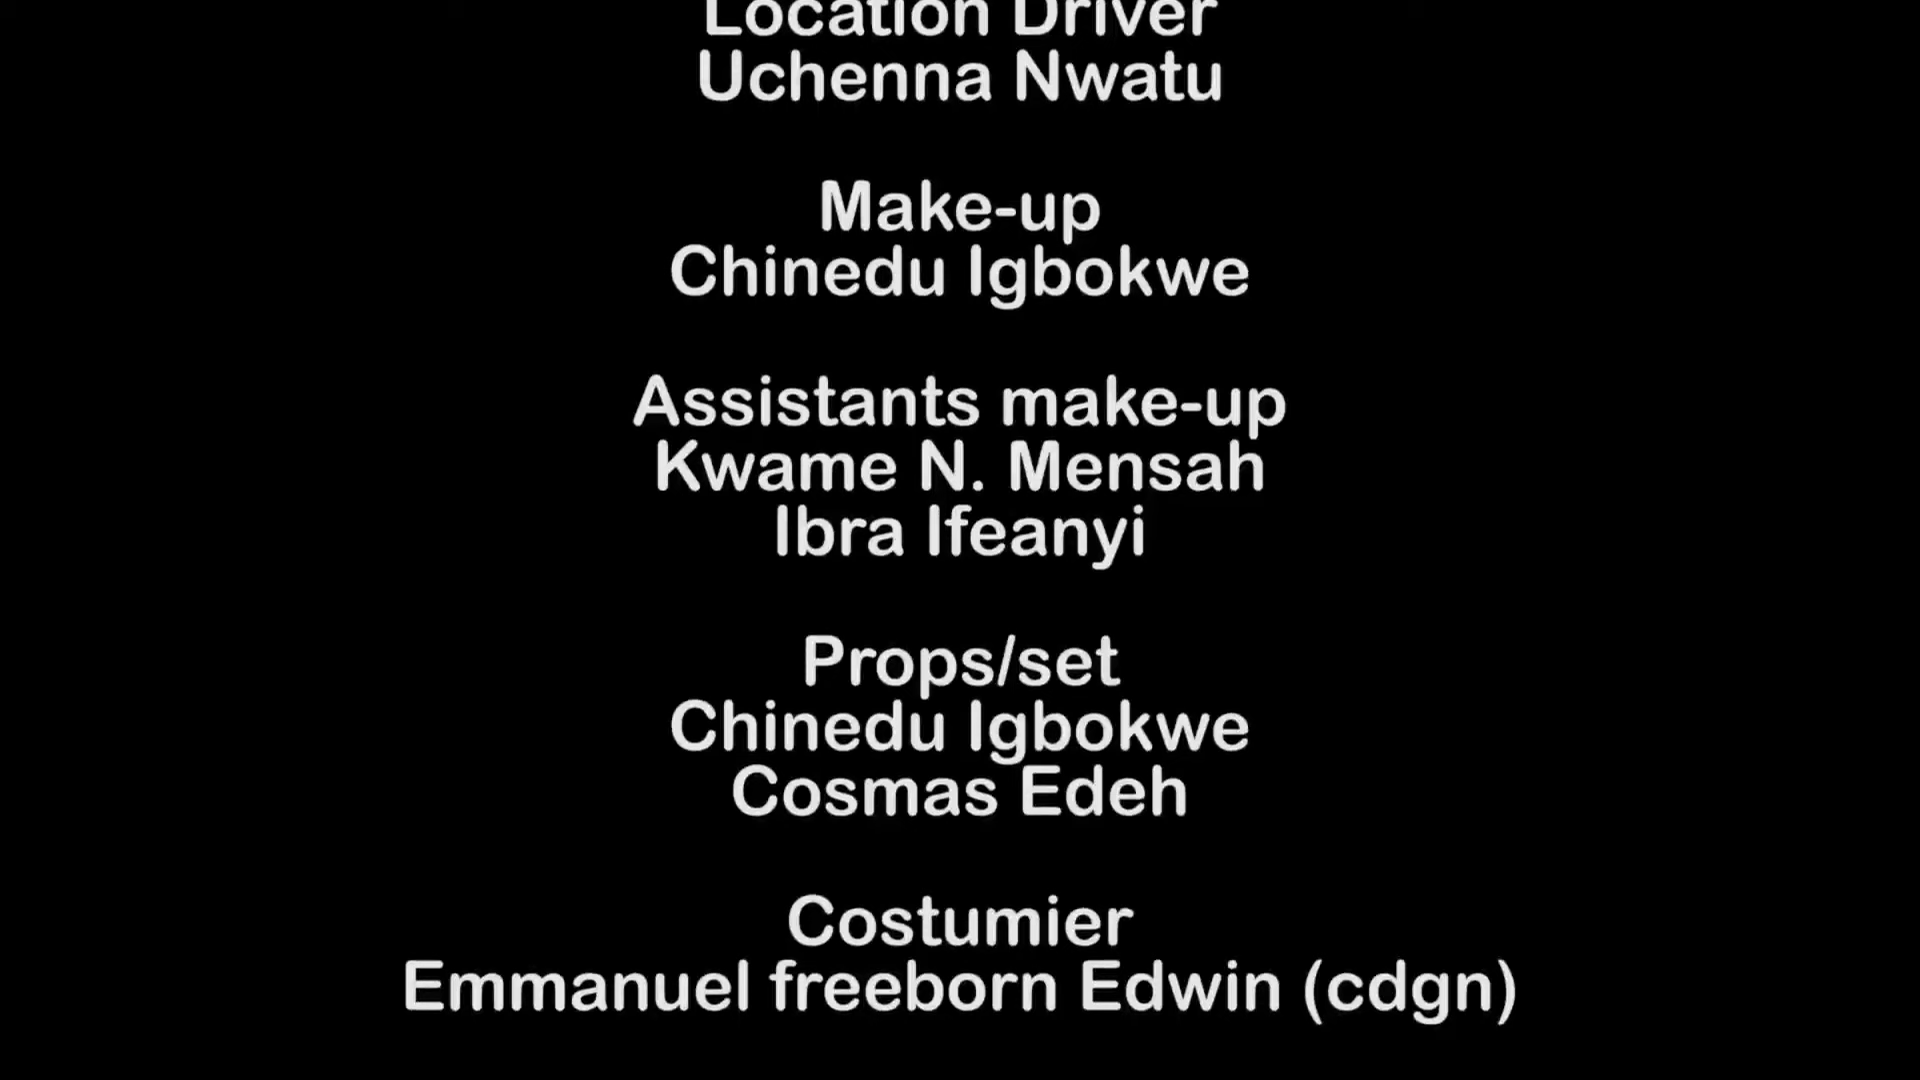 Location Driver
Uchenna Nwatu
Make-up
Chinedu Igbokwe
Assistants make-up
Kwame N. Mensah
Ibra Ifeanyi
Props/set
Chinedu Igbokwe
Cosmas Edeh
Costumier
Emmanuel freeborn Edwin (cdgn)